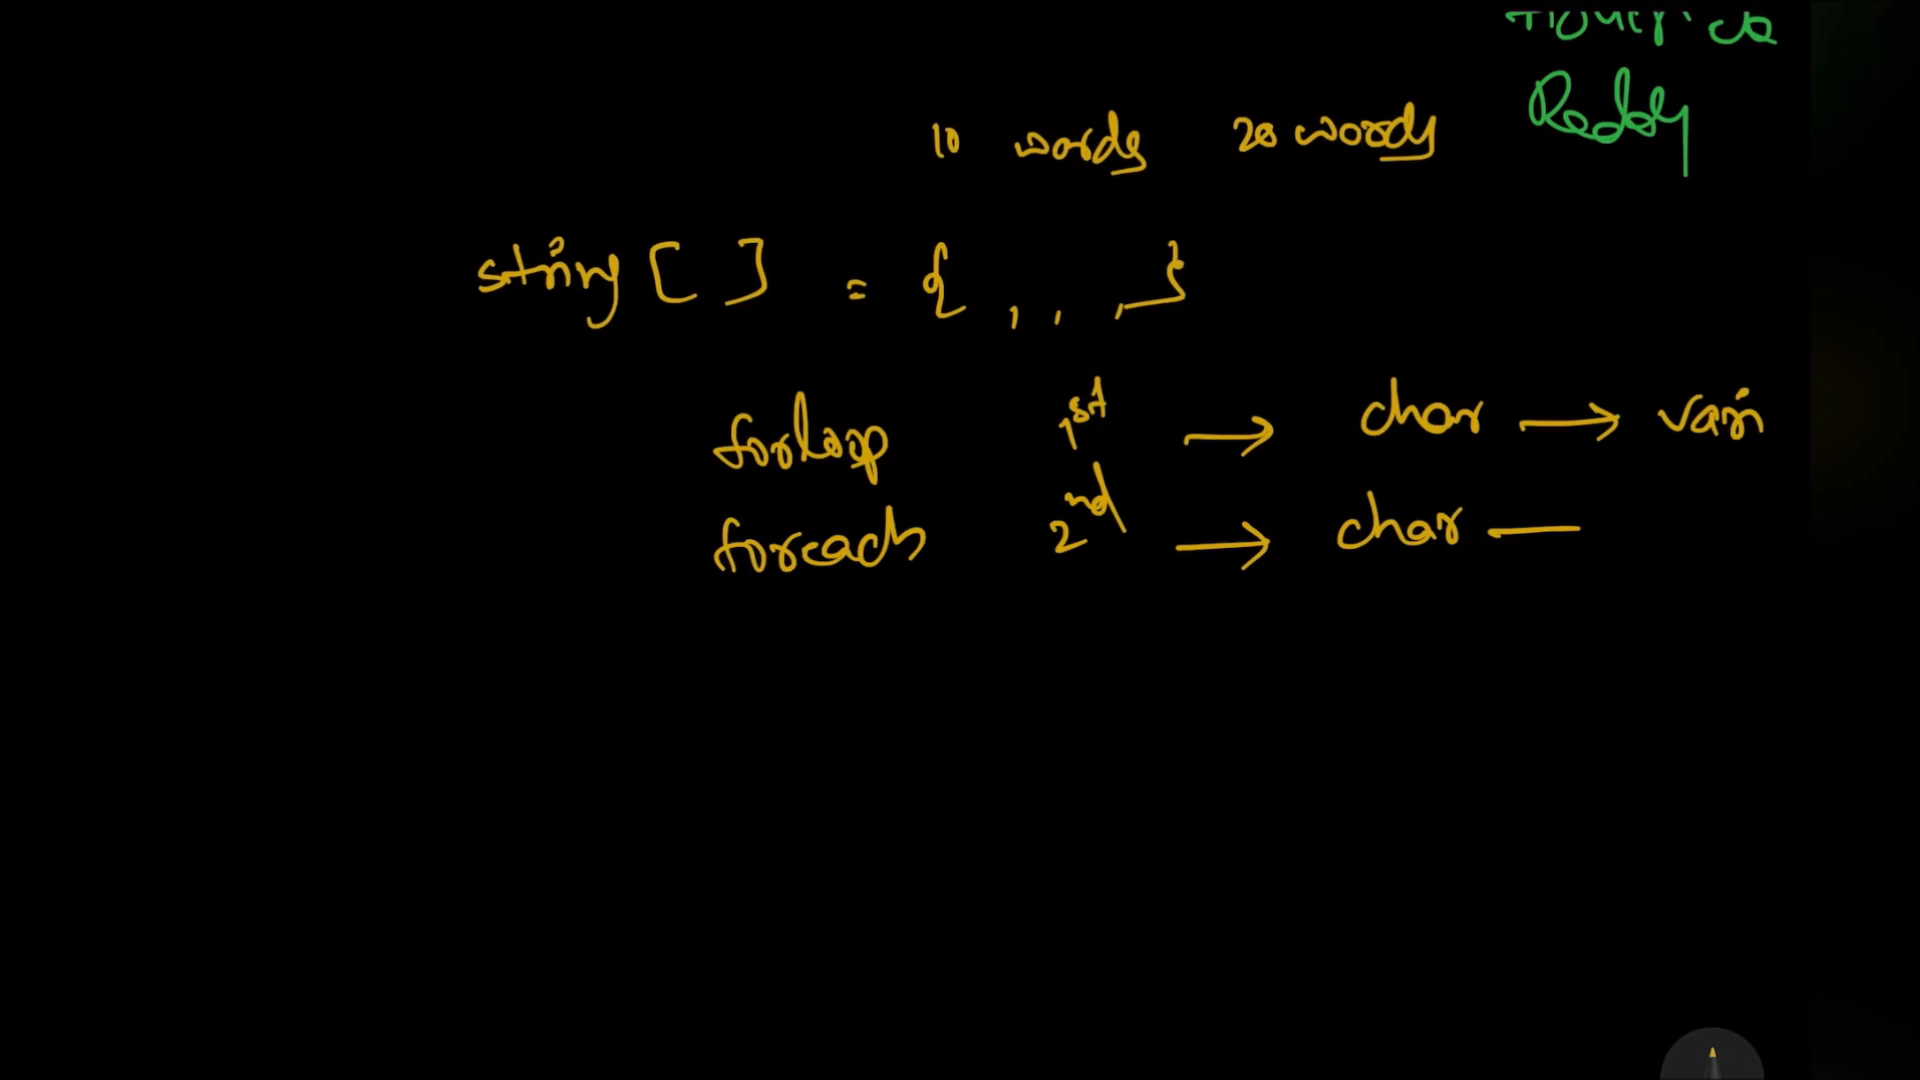 Reddy
10 words 20 words
string [ ] = { , , , }
forloop 1st → char → vari
foreach 2nd → char —